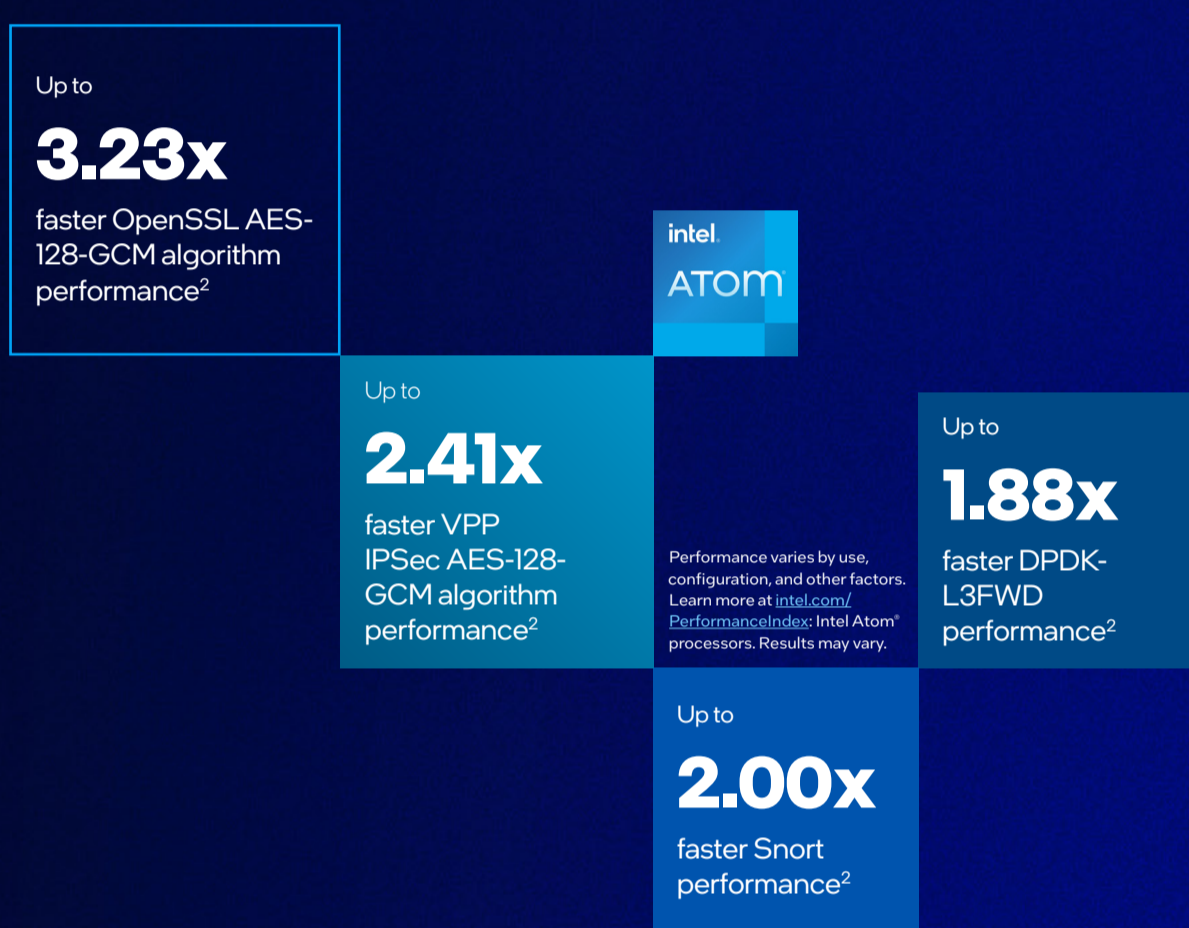 Up to
3.23x
faster OpenSSL AES-
128-GCM algorithm
performance²
intel.
ATOM®
Up to
2.41x
faster VPP
IPSec AES-128-
GCM algorithm
performance²
Performance varies by use,
configuration, and other factors.
Learn more at intel.com/
PerformanceIndex: Intel Atom®
processors. Results may vary.
Up to
1.88x
faster DPDK-
L3FWD
performance²
Up to
2.00x
faster Snort
performance²